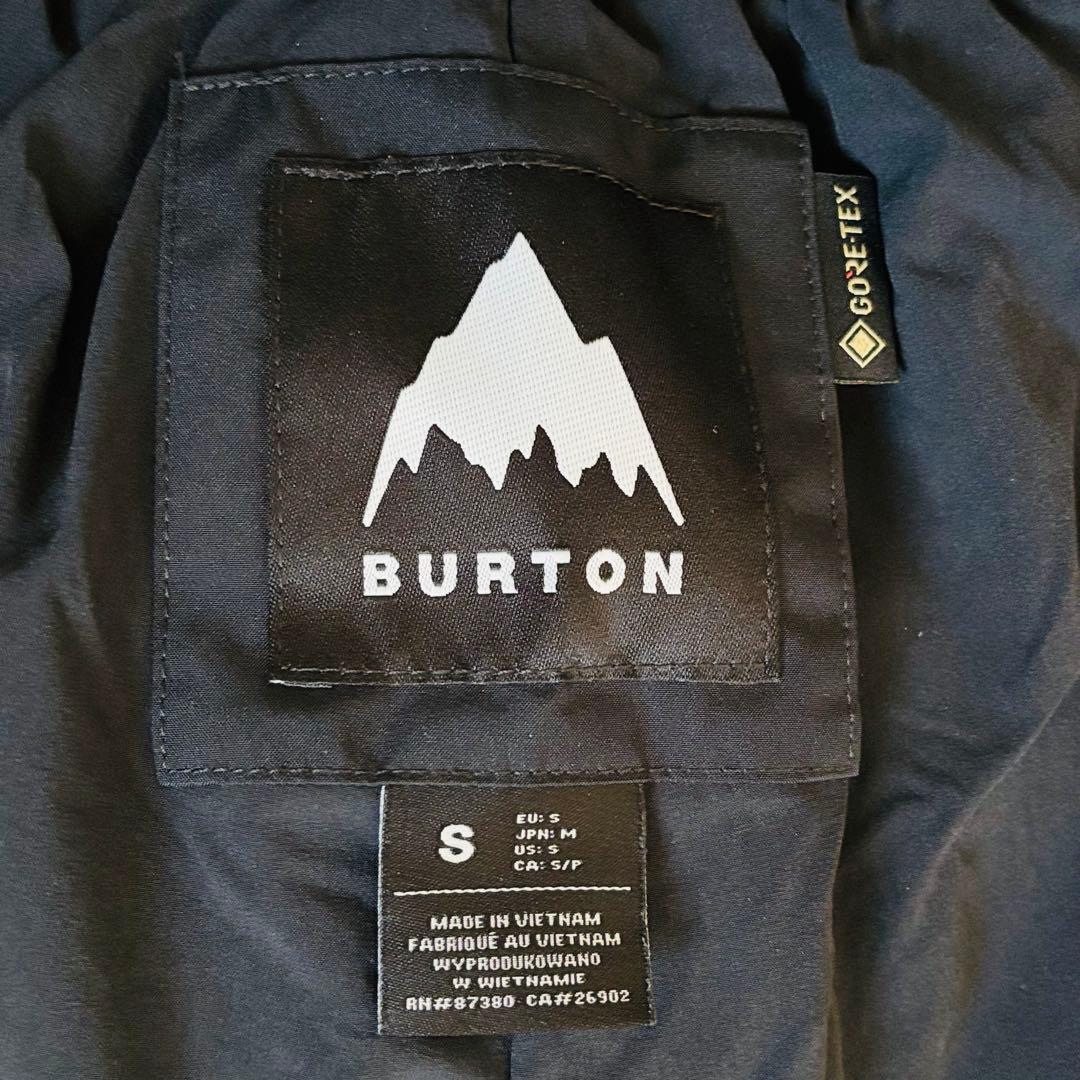 GORE-TEX
BURTON
S
EU: S
JPN: M
US: S
CA: S/P
MADE IN VIETNAM
FABRIQUÉ AU VIETNAM
WYPRODUKOWANO
W WIETNAMIE
RN#87380 CA#26902